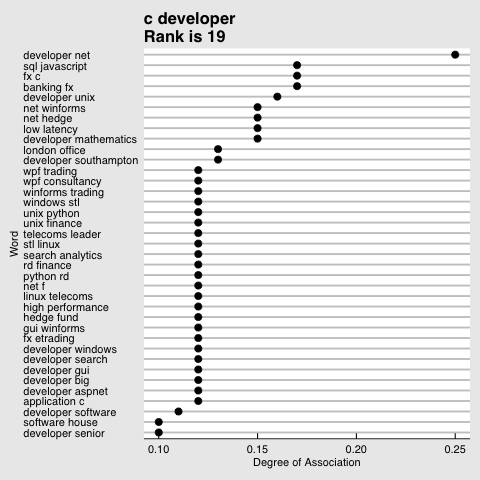 c developer
Rank is 19
developer net
sql javascript
fx c
banking fx
developer unix
net winforms
net hedge
low latency
developer mathematics
london office
developer southampton
wpf trading
wpf consultancy
winforms trading
windows stl
unix python
unix finance
telecoms leader
stl linux
search analytics
rd finance
python rd
net f
linux telecoms
high performance
hedge fund
gui winforms
fx etrading
developer windows
developer search
developer gui
developer big
developer aspnet
application c
developer software
software house
developer senior
Word
0.10 0.15 0.20 0.25
Degree of Association